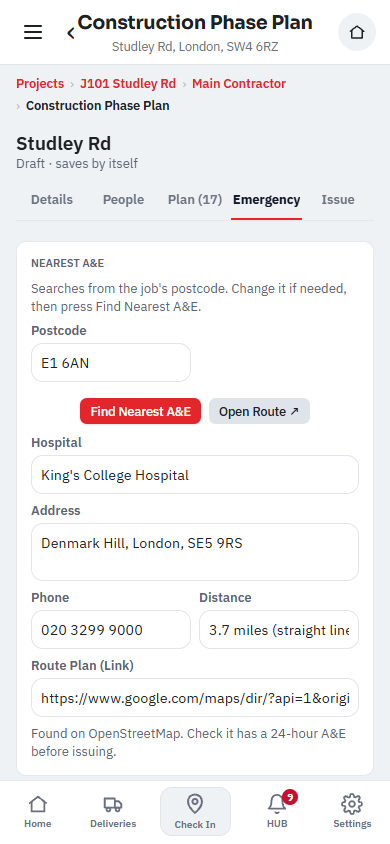 Construction Phase Plan
Studley Rd, London, SW4 6RZ
Projects › J101 Studley Rd › Main Contractor
› Construction Phase Plan
Studley Rd
Draft · saves by itself
Details People Plan (17) Emergency Issue
NEAREST A&E
Searches from the job's postcode. Change it if needed,
then press Find Nearest A&E.
Postcode
E1 6AN
Find Nearest A&E Open Route ↗
Hospital
King's College Hospital
Address
Denmark Hill, London, SE5 9RS
Phone Distance
020 3299 9000 3.7 miles (straight line
Route Plan (Link)
https://www.google.com/maps/dir/?api=1&origi
Found on OpenStreetMap. Check it has a 24-hour A&E
before issuing.
9
Home Deliveries Check In HUB Settings